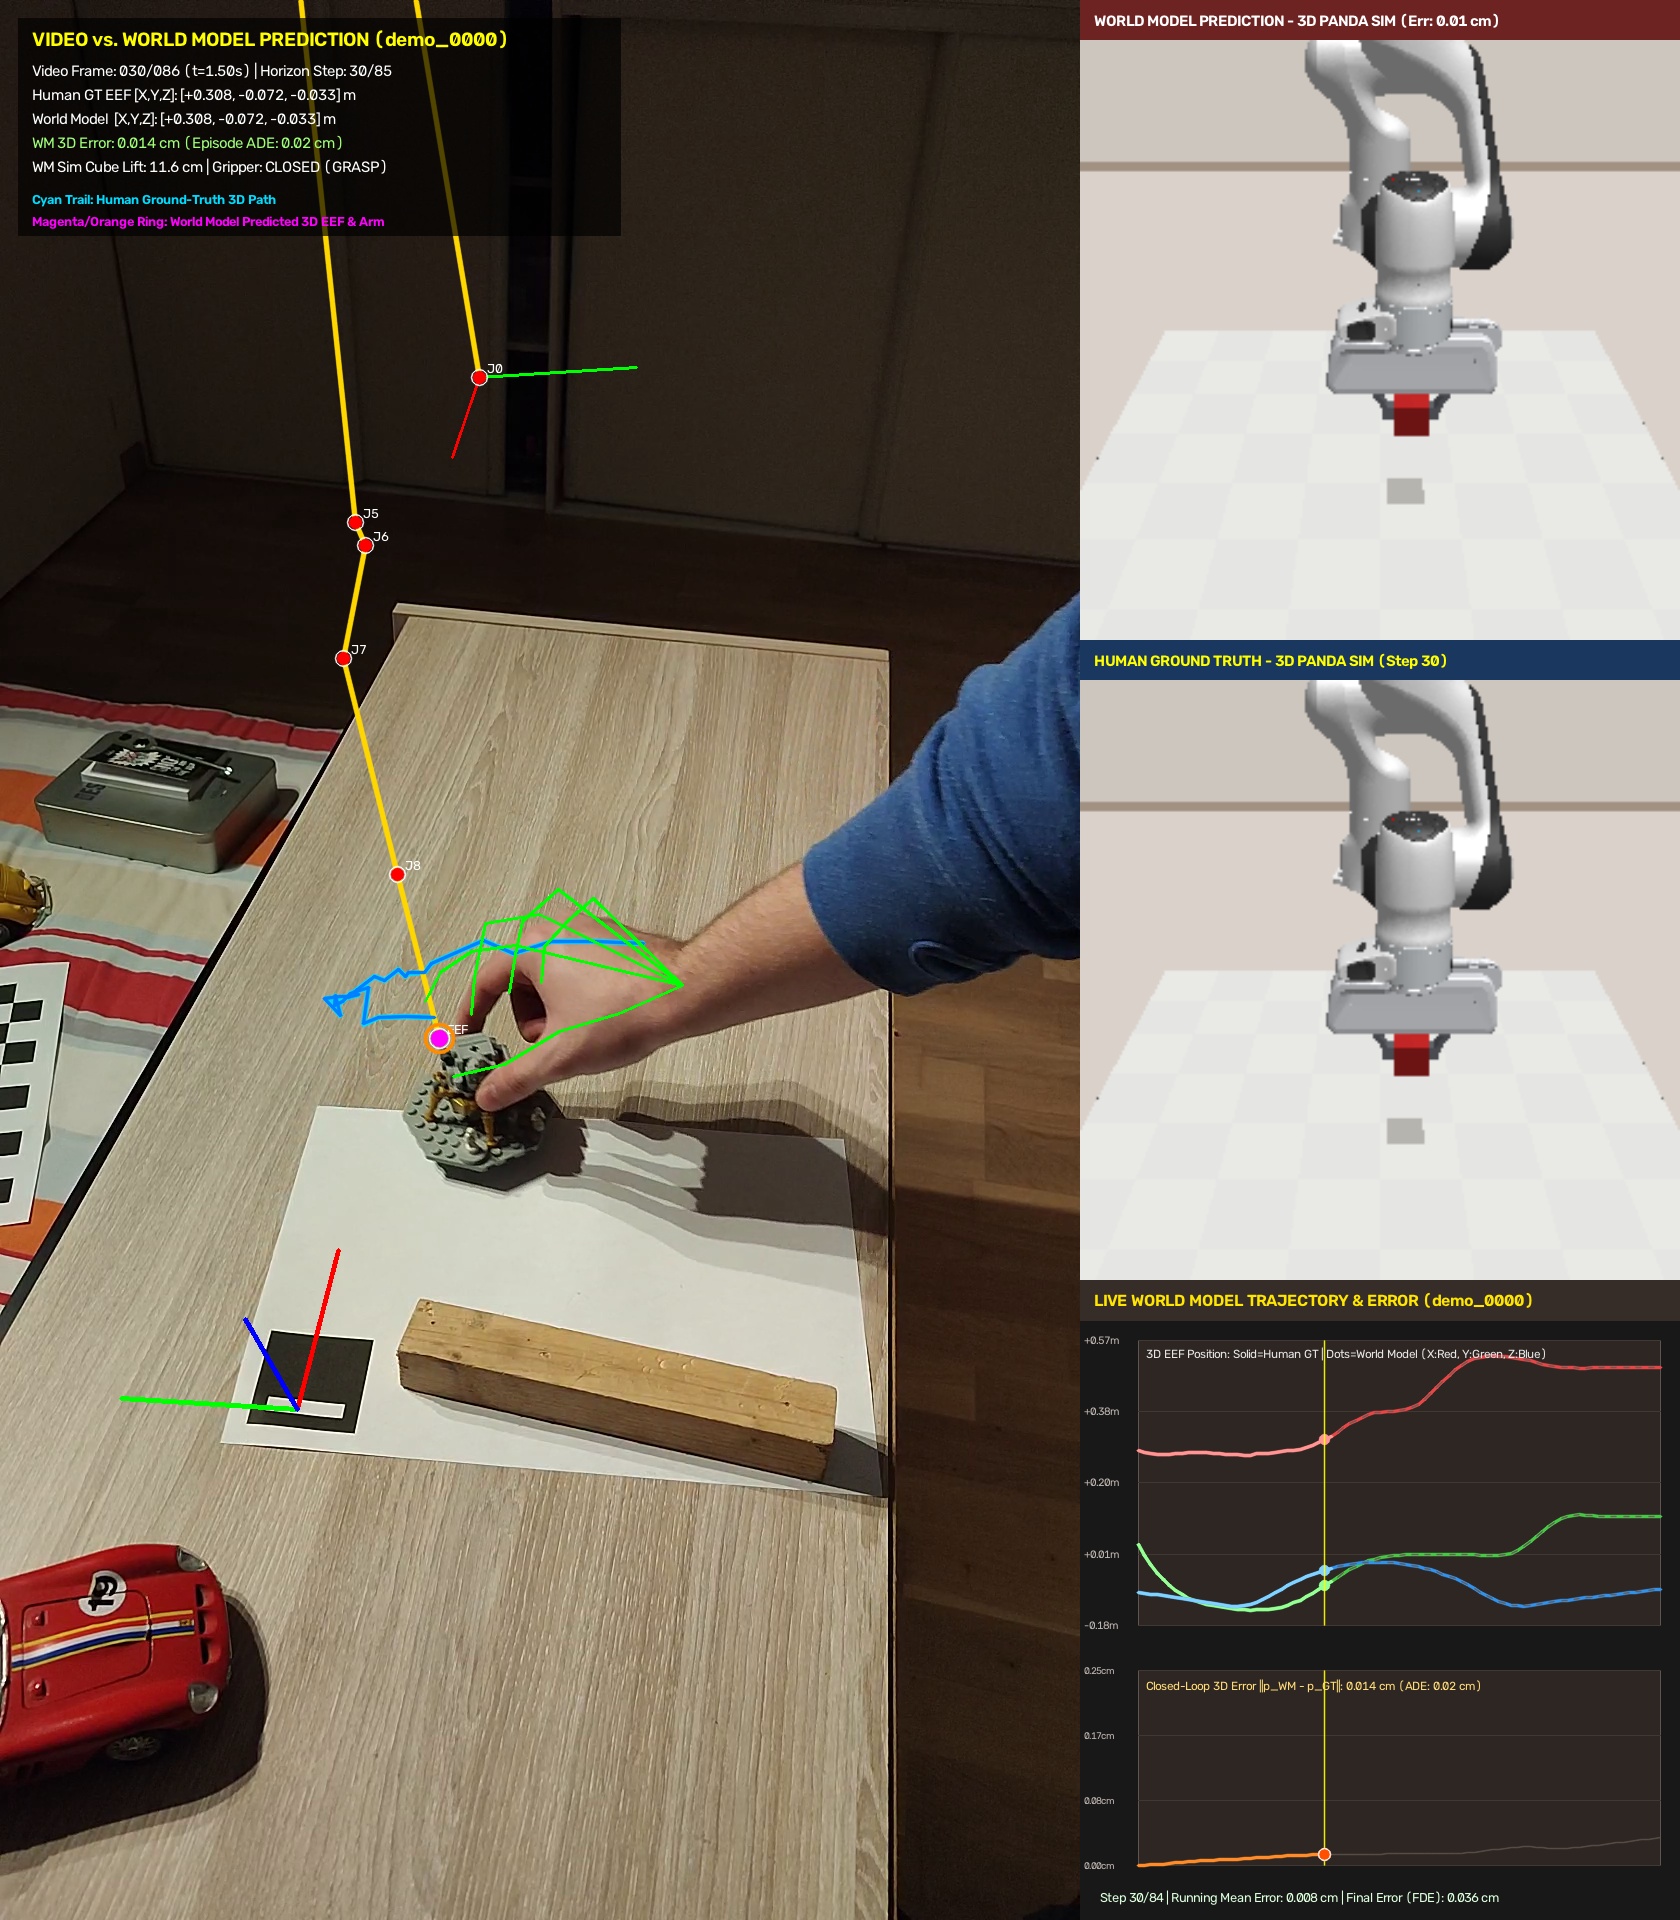 VIDEO vs. WORLD MODEL PREDICTION (demo_0000)
Video Frame: 030/086 (t=1.50s) | Horizon Step: 30/85
Human GT EEF [X,Y,Z]: [+0.308, -0.072, -0.033] m
World Model [X,Y,Z]: [+0.308, -0.072, -0.033] m
WM 3D Error: 0.014 cm (Episode ADE: 0.02 cm)
WM Sim Cube Lift: 11.6 cm | Gripper: CLOSED (GRASP)
Cyan Trail: Human Ground-Truth 3D Path
Magenta/Orange Ring: World Model Predicted 3D EEF & Arm
J0
J5
J6
J7
J8
EEF
WORLD MODEL PREDICTION - 3D PANDA SIM (Err: 0.01 cm)
HUMAN GROUND TRUTH - 3D PANDA SIM (Step 30)
LIVE WORLD MODEL TRAJECTORY & ERROR (demo_0000)
+0.57m
3D EEF Position: Solid=Human GT | Dots=World Model (X:Red, Y:Green, Z:Blue)
+0.38m
+0.20m
+0.01m
-0.18m
0.25cm
Closed-Loop 3D Error ||p_WM - p_GT||: 0.014 cm (ADE: 0.02 cm)
0.17cm
0.08cm
0.00cm
Step 30/84 | Running Mean Error: 0.008 cm | Final Error (FDE): 0.036 cm